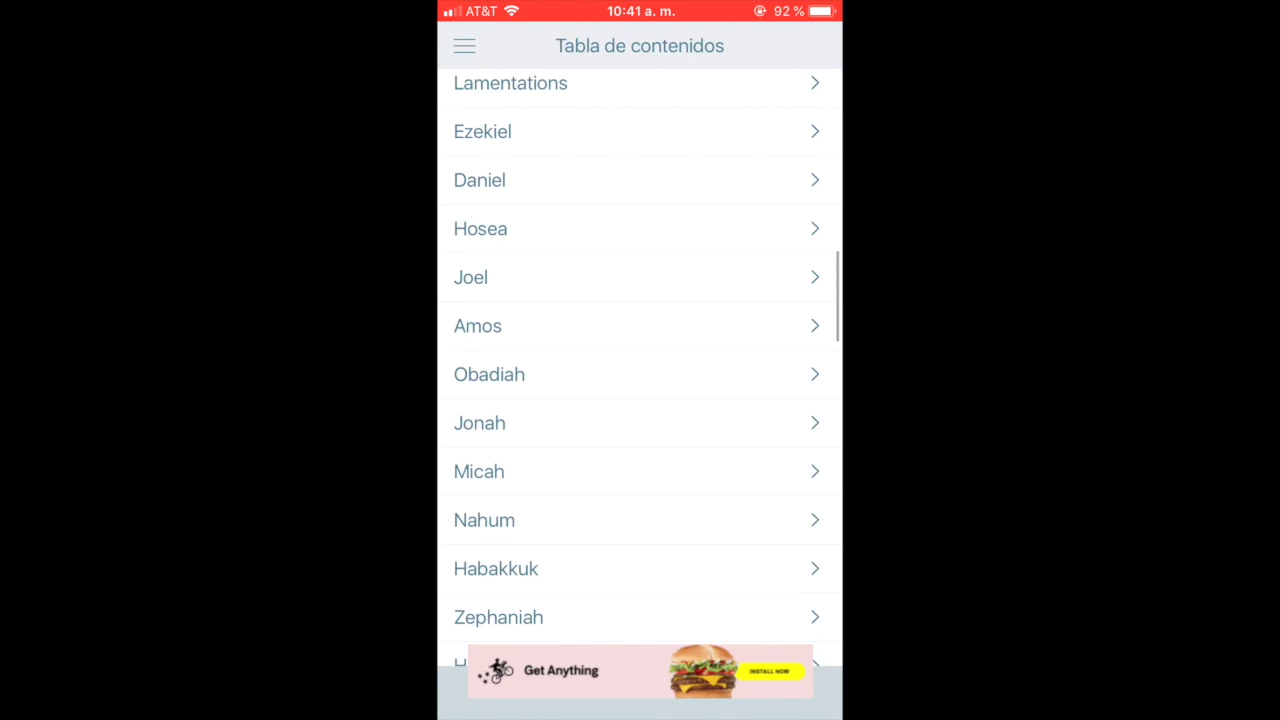 AT&T 10:41 a. m. 92 %
Tabla de contenidos
Lamentations
Ezekiel
Daniel
Hosea
Joel
Amos
Obadiah
Jonah
Micah
Nahum
Habakkuk
Zephaniah
Get Anything INSTALL NOW